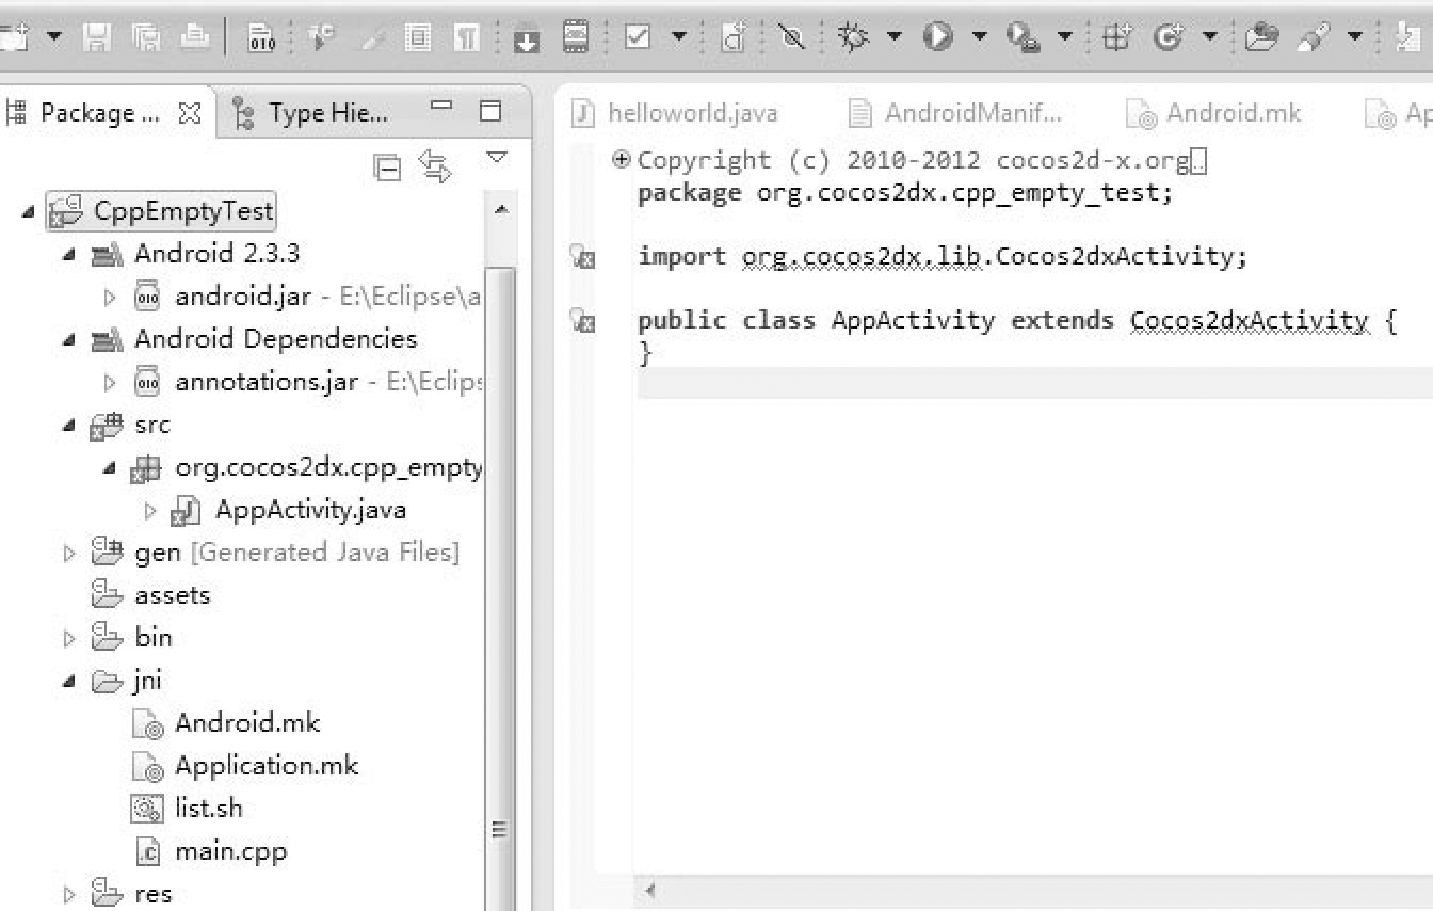 Package ...
Type Hie...
CppEmptyTest
Android 2.3.3
android.jar - E:\Eclipse\a
Android Dependencies
annotations.jar - E:\Eclips
src
org.cocos2dx.cpp_empty
AppActivity.java
gen [Generated Java Files]
assets
bin
jni
Android.mk
Application.mk
list.sh
main.cpp
res
helloworld.java
AndroidManif...
Android.mk
Ap
Copyright (c) 2010-2012 cocos2d-x.org..
package org.cocos2dx.cpp_empty_test;
import org.cocos2dx.lib.Cocos2dxActivity;
public class AppActivity extends Cocos2dxActivity {
}